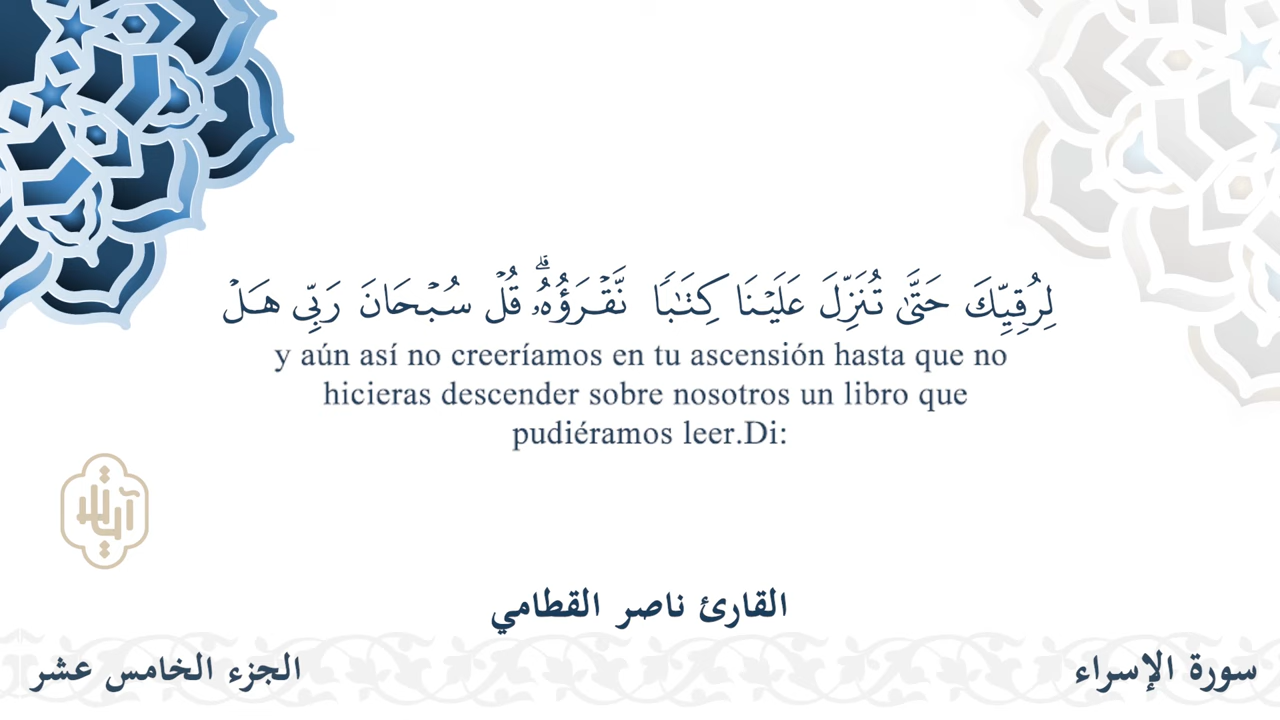 لِرُقِيِّكَ حَتَّىٰ تُنَزِّلَ عَلَيْنَا كِتَـٰبًا نَّقْرَؤُهُۥ ۗ قُلْ سُبْحَانَ رَبِّى هَلْ
y aún así no creeríamos en tu ascensión hasta que no
hicieras descender sobre nosotros un libro que
pudiéramos leer.Di:
القارئ ناصر القطامي
سورة الإسراء
الجزء الخامس عشر